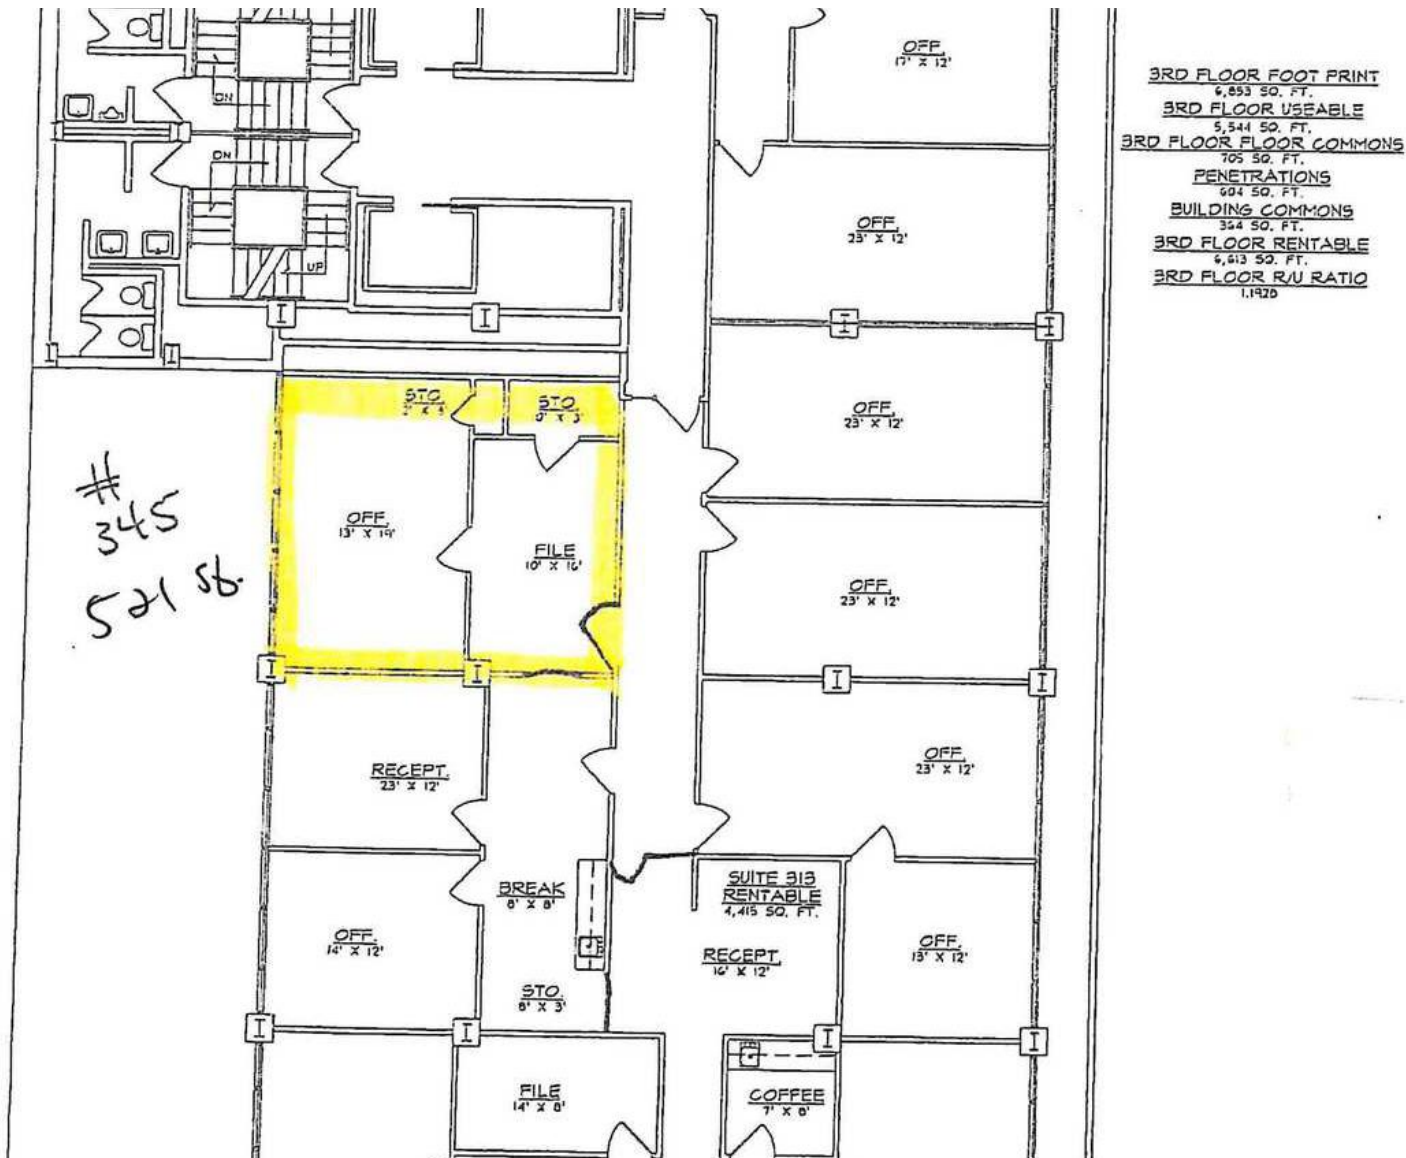 OFF.
17' X 12'
3RD FLOOR FOOT PRINT
6,853 SQ. FT.
3RD FLOOR USEABLE
5,544 SQ. FT.
3RD FLOOR FLOOR COMMONS
705 SQ. FT.
PENETRATIONS
604 SQ. FT.
BUILDING COMMONS
364 SQ. FT.
3RD FLOOR RENTABLE
6,613 SQ. FT.
3RD FLOOR R/U RATIO
1.1928
DN
DN
UP
OFF.
23' X 12'
I
I
I
I
I
I
STO.
STO.
9' X 3'
OFF.
23' X 12'
#
345
521 sf.
OFF.
13' X 19'
FILE
10' X 16'
OFF.
23' X 12'
I
I
I
I
RECEPT.
23' X 12'
OFF.
23' X 12'
BREAK
8' X 8'
SUITE 313
RENTABLE
4,415 SQ. FT.
OFF.
14' X 12'
RECEPT.
16' X 12'
OFF.
13' X 12'
STO.
8' X 3'
I
I
I
I
FILE
14' X 8'
COFFEE
7' X 8'